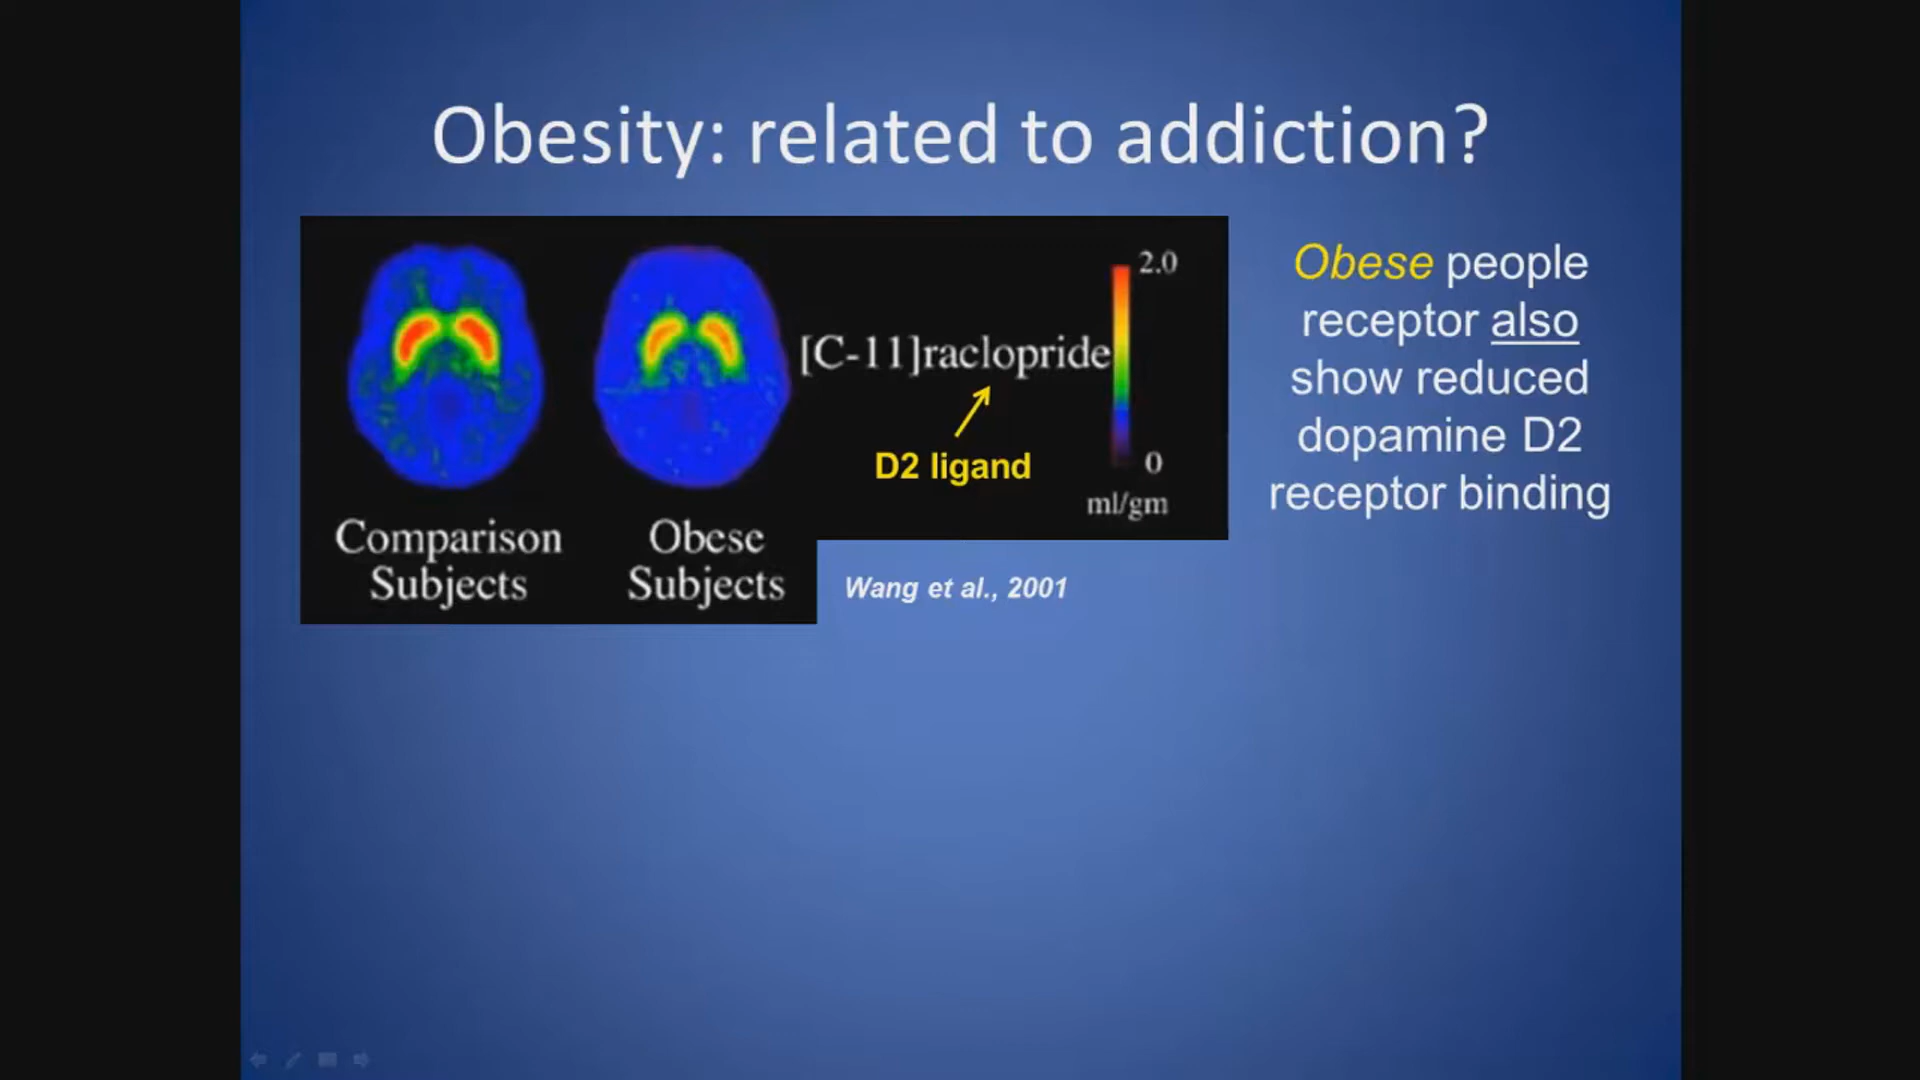 Obesity: related to addiction?
2.0
[C-11]raclopride
D2 ligand
0
ml/gm
Comparison
Subjects
Obese
Subjects
Wang et al., 2001
Obese people
receptor also
show reduced
dopamine D2
receptor binding